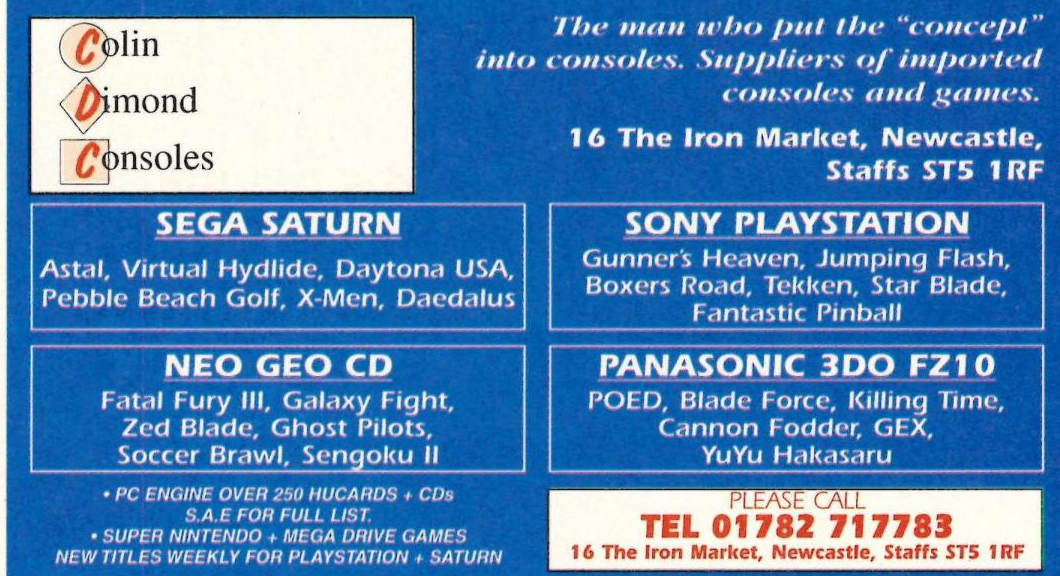 Colin
Dimond
Consoles
The man who put the "concept"
into consoles. Suppliers of imported
consoles and games.
16 The Iron Market, Newcastle,
Staffs ST5 1RF
SEGA SATURN
Astal, Virtual Hydlide, Daytona USA,
Pebble Beach Golf, X-Men, Daedalus
SONY PLAYSTATION
Gunner's Heaven, Jumping Flash,
Boxers Road, Tekken, Star Blade,
Fantastic Pinball
NEO GEO CD
Fatal Fury III, Galaxy Fight,
Zed Blade, Ghost Pilots,
Soccer Brawl, Sengoku II
PANASONIC 3DO FZ10
POED, Blade Force, Killing Time,
Cannon Fodder, GEX,
YuYu Hakasaru
• PC ENGINE OVER 250 HUCARDS + CDs
S.A.E FOR FULL LIST.
• SUPER NINTENDO + MEGA DRIVE GAMES
NEW TITLES WEEKLY FOR PLAYSTATION + SATURN
PLEASE CALL
TEL 01782 717783
16 The Iron Market, Newcastle, Staffs ST5 1RF